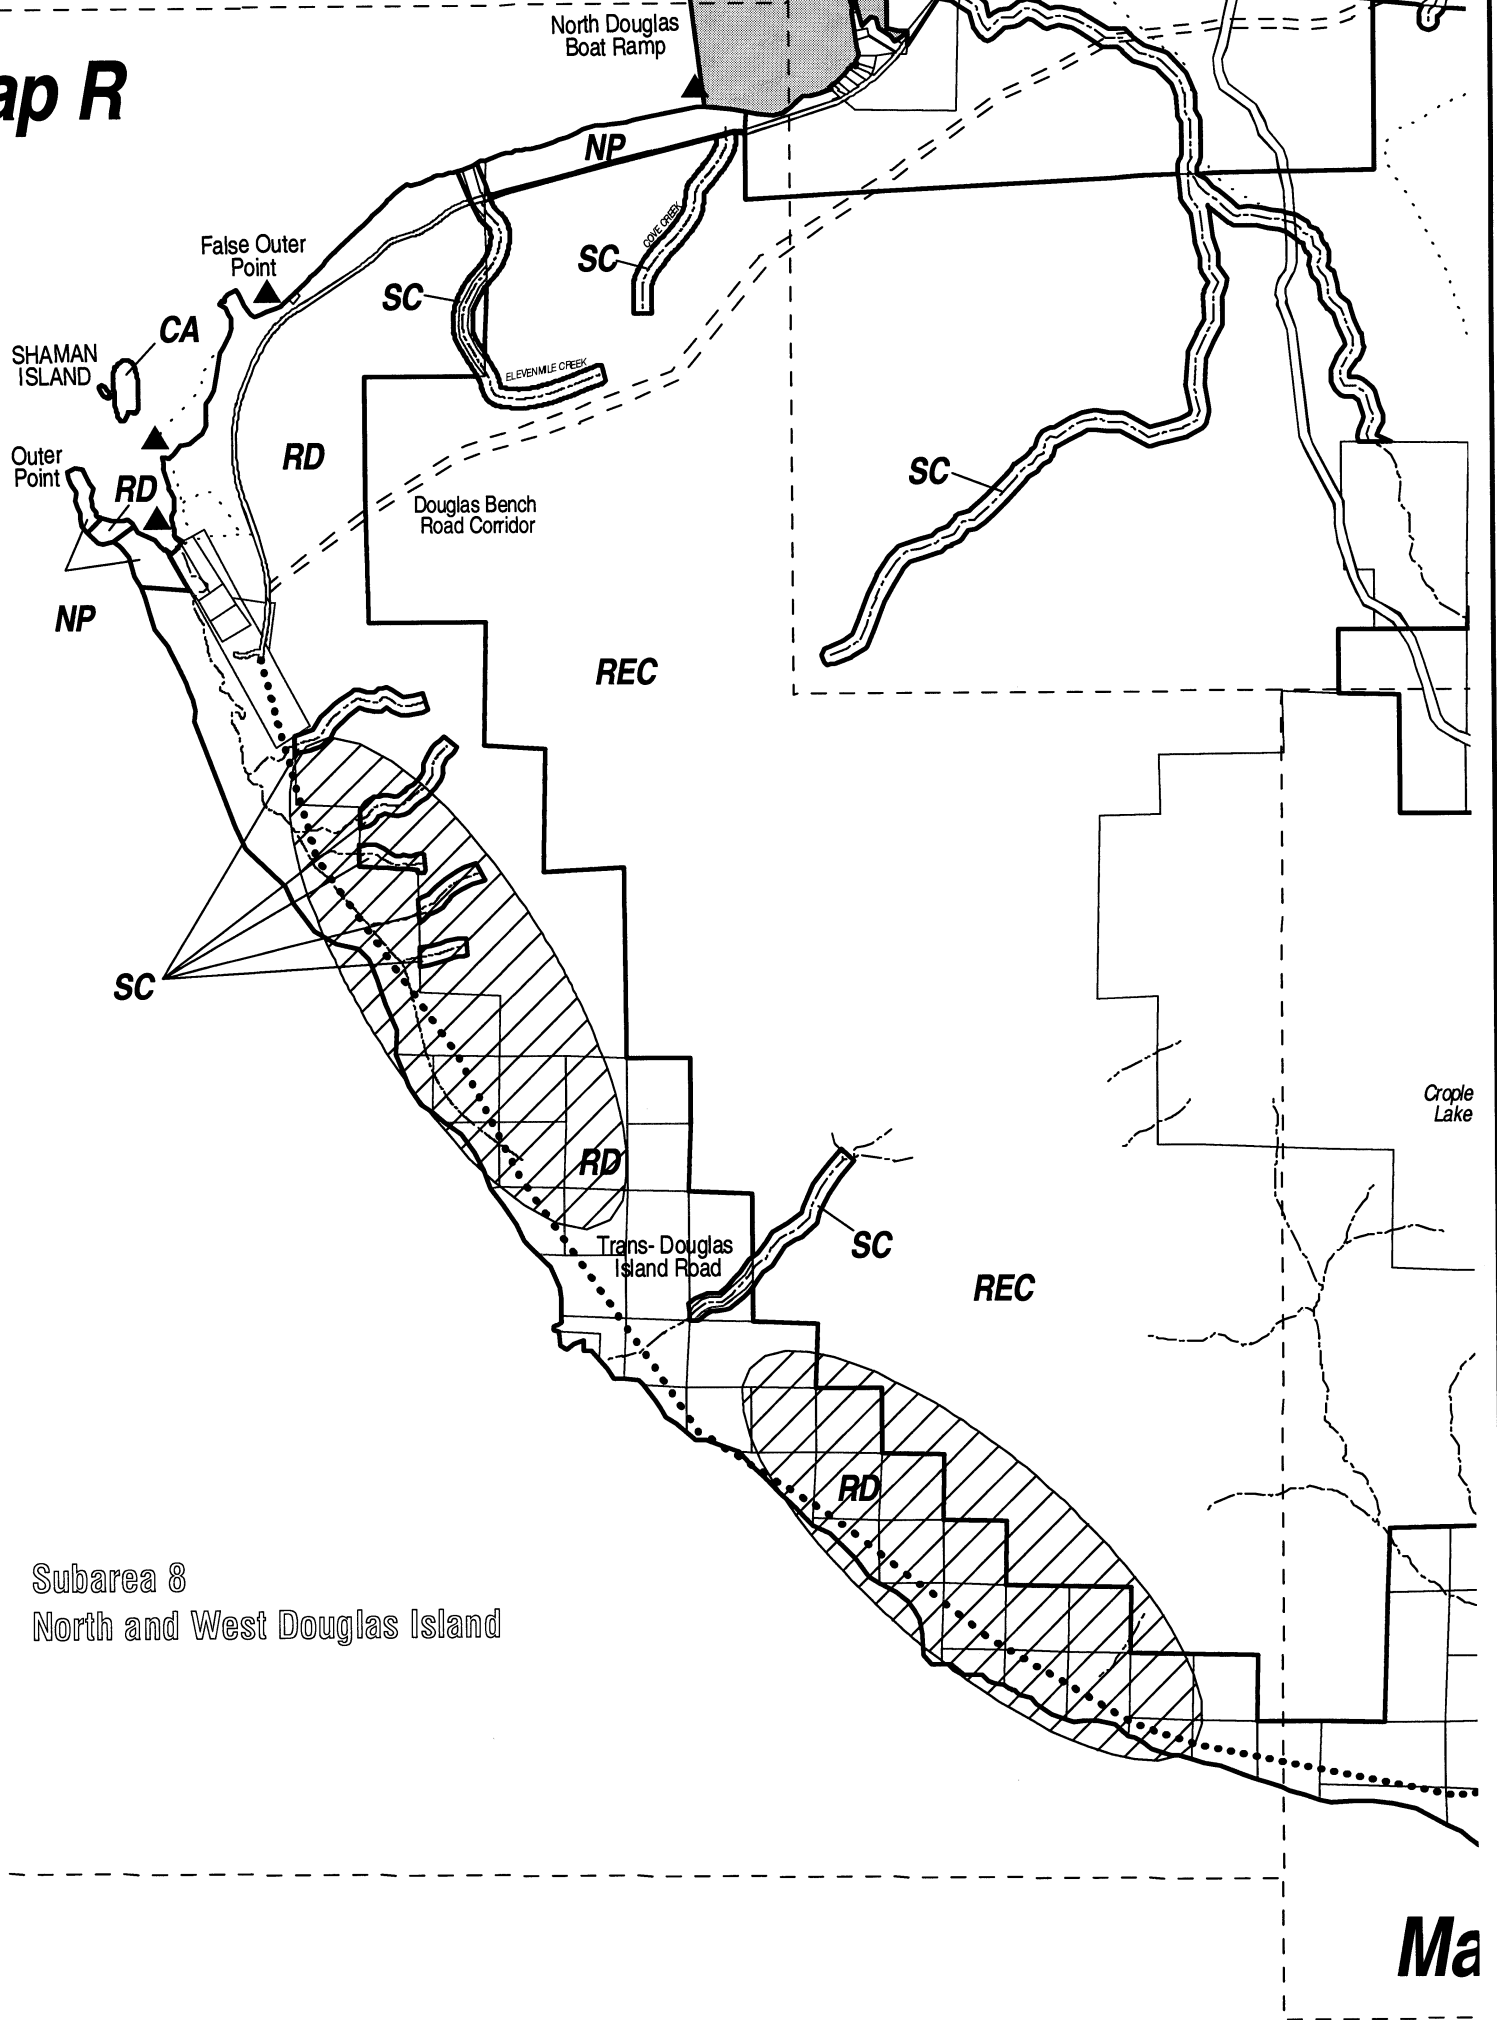 North Douglas
Boat Ramp
ap R
NP
COVE CREEK
SC
False Outer
Point
SC
CA
SHAMAN
ISLAND
ELEVENMILE CREEK
Outer
Point
RD
RD
SC
Douglas Bench
Road Corridor
NP
REC
SC
Crople
Lake
RD
Trans- Douglas
Island Road
SC
REC
RD
Subarea 8
North and West Douglas Island
Ma